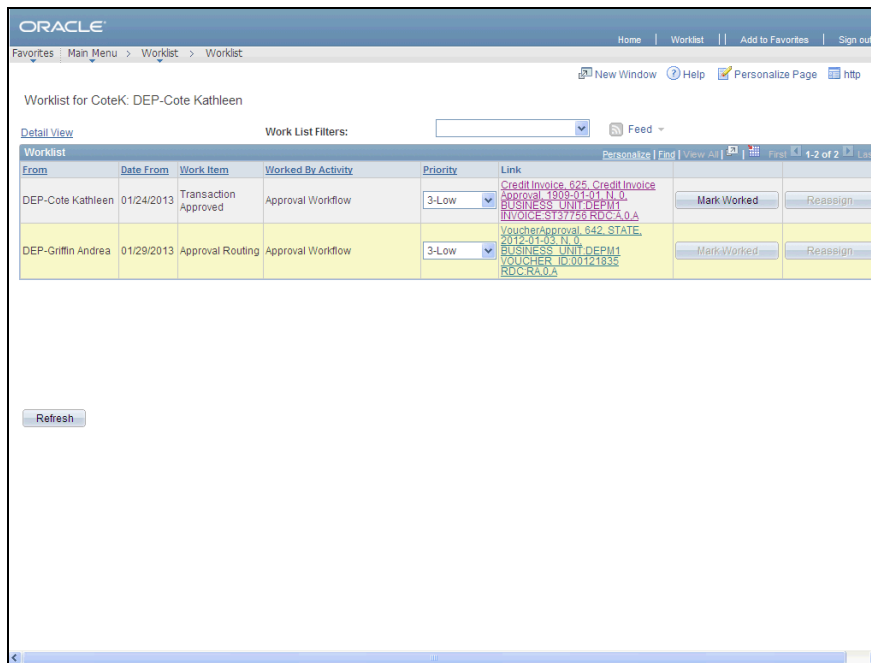 ORACLE
Home | Worklist || Add to Favorites | Sign out
Favorites Main Menu > Worklist > Worklist
New Window Help Personalize Page http
Worklist for CoteK: DEP-Cote Kathleen
Detail View Work List Filters: Feed
Worklist Personalize | Find | View All | First 1-2 of 2
From Date From Work Item Worked By Activity Priority Link
DEP-Cote Kathleen 01/24/2013 Transaction Approved Approval Workflow 3-Low
Credit Invoice, 625, Credit Invoice
Approval, 1909-01-01, N, 0,
BUSINESS_UNIT:DEPM1
INVOICE:ST37756 RDC:A,0,A
Mark Worked Reassign
DEP-Griffin Andrea 01/29/2013 Approval Routing Approval Workflow 3-Low
VoucherApproval, 642, STATE,
2012-01-03, N, 0,
BUSINESS_UNIT:DEPM1
VOUCHER_ID:00121835
RDC:RA,0,A
Mark Worked Reassign
Refresh